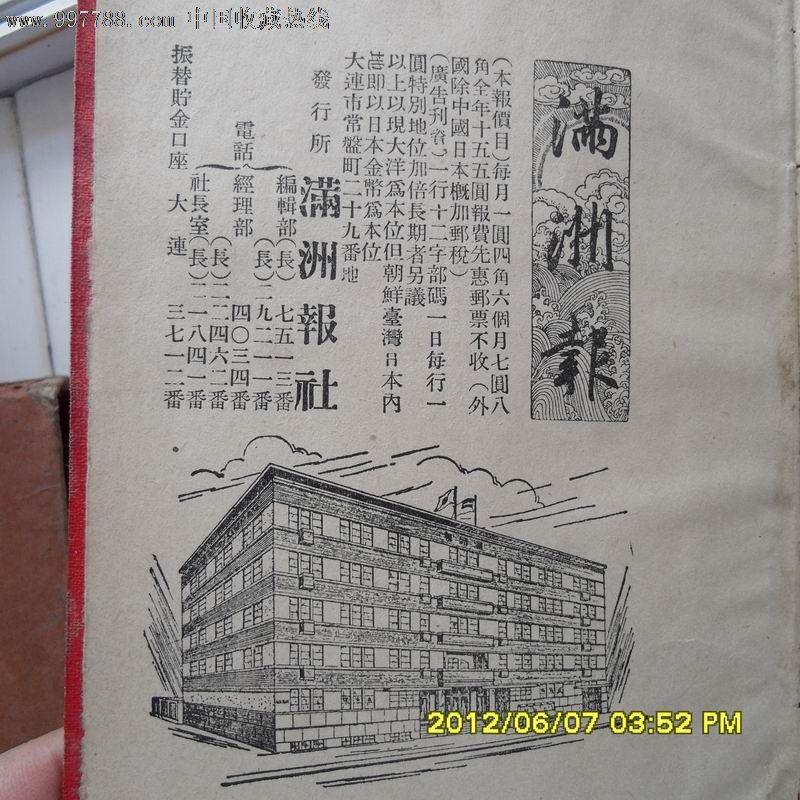 www.997788.com 中国收藏热线
滿洲報
(本報價目)每月一圓四角六個月七圓八
角全年十五五圓報費先惠郵票不收(外
國除中國日本概加郵稅)
(廣告刊資)一行十二字部碼一日每行一
圓特別地位加倍長期者另議
以上以現大洋爲本位但朝鮮臺灣日本內
地即以日本金幣爲本位
大連市常盤町二十九番地
發行所 滿洲報社
電話
編輯部(長)七五一三番
(長)二九二一一番
經理部 四〇三四番
(長)二二四六二番
社長室(長)二一八四一番
振替貯金口座 大連 三七一二番
2012/06/07 03:52 PM